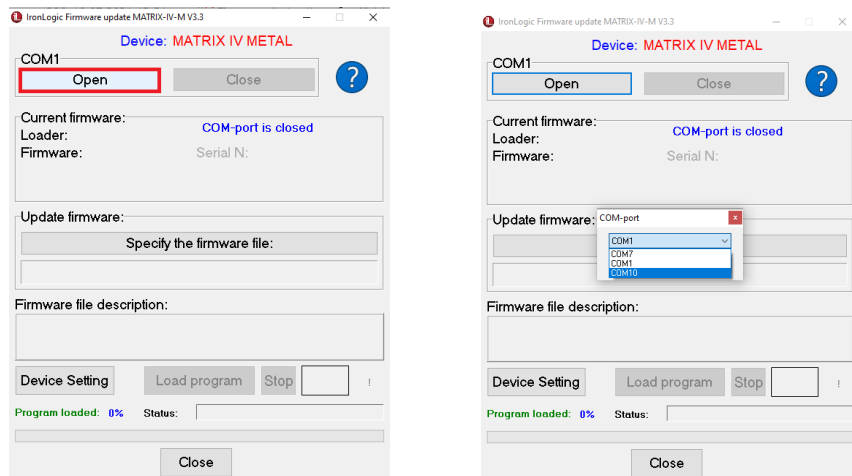 IronLogic Firmware update MATRIX-IV-M V3.3
Device: MATRIX IV METAL
COM1
Open Close ?
Current firmware:
Loader: COM-port is closed
Firmware: Serial N:
Update firmware:
Specify the firmware file:
Firmware file description:
Device Setting Load program Stop !
Program loaded: 0% Status:
Close
IronLogic Firmware update MATRIX-IV-M V3.3
Device: MATRIX IV METAL
COM1
Open Close ?
Current firmware:
Loader: COM-port is closed
Firmware: Serial N:
Update firmware:
COM-port x
COM1
COM7
COM1
COM10
Firmware file description:
Device Setting Load program Stop !
Program loaded: 0% Status:
Close